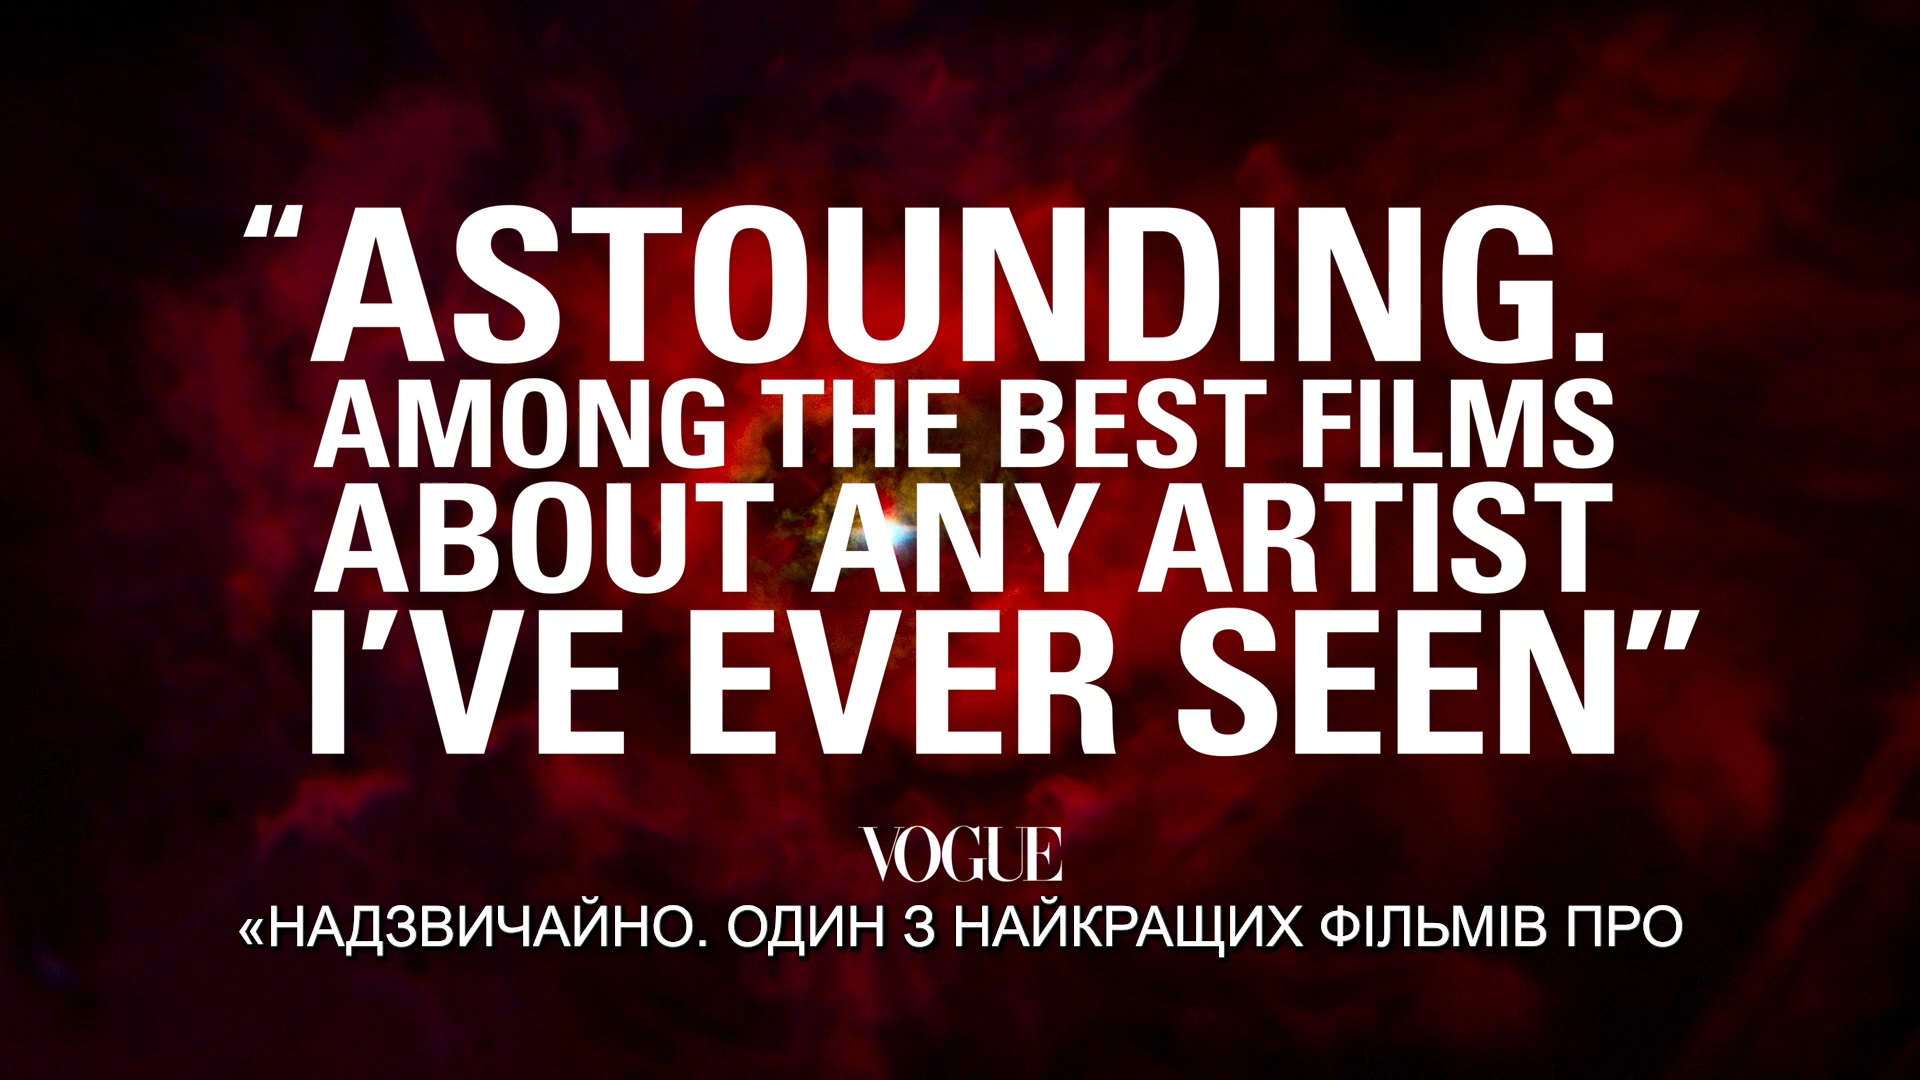 “ASTOUNDING.
AMONG THE BEST FILMS
ABOUT ANY ARTIST
I’VE EVER SEEN”
VOGUE
«НАДЗВИЧАЙНО. ОДИН З НАЙКРАЩИХ ФІЛЬМІВ ПРО